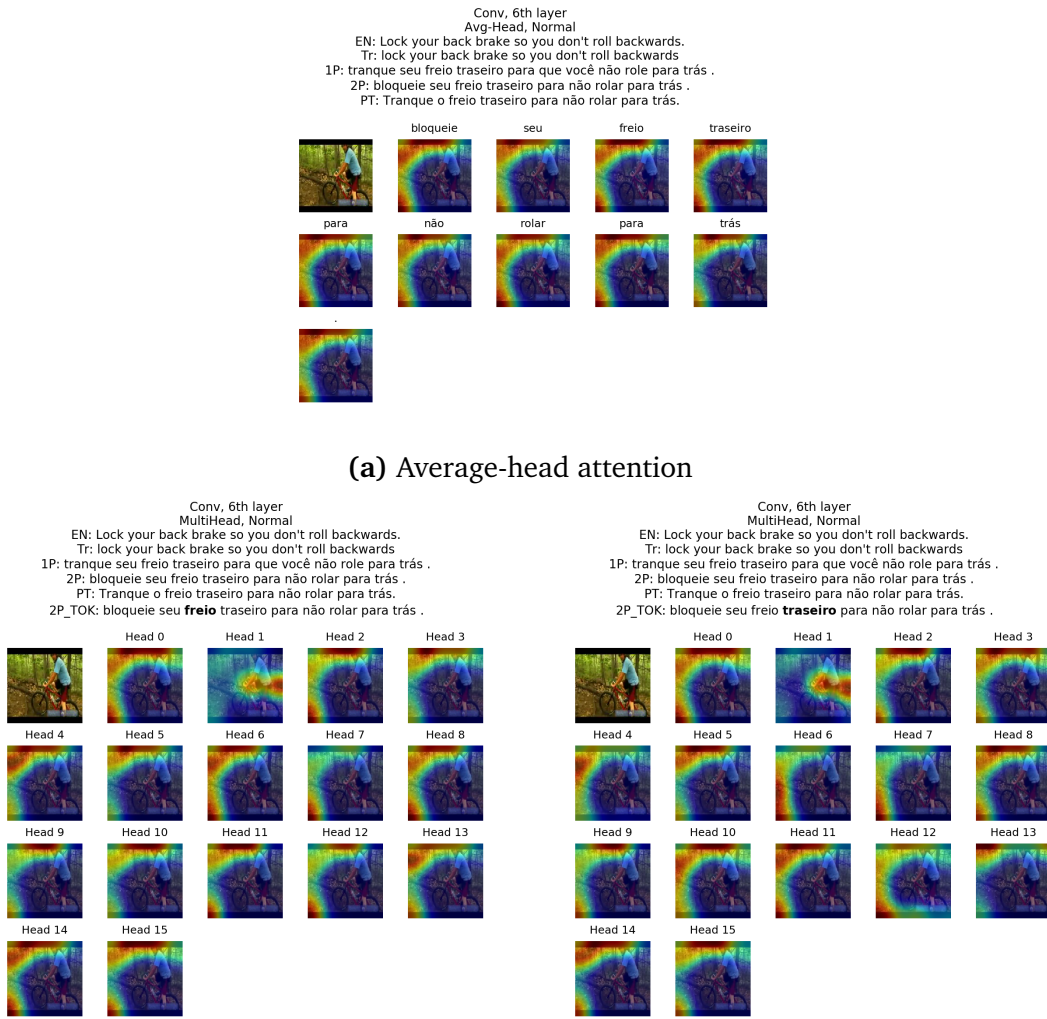 Conv, 6th layer
Avg-Head, Normal
EN: Lock your back brake so you don't roll backwards.
Tr: lock your back brake so you don't roll backwards
1P: tranque seu freio traseiro para que você não role para trás .
2P: bloqueie seu freio traseiro para não rolar para trás .
PT: Tranque o freio traseiro para não rolar para trás.
bloqueie seu freio traseiro
para não rolar para trás
.
(a) Average-head attention
Conv, 6th layer
MultiHead, Normal
EN: Lock your back brake so you don't roll backwards.
Tr: lock your back brake so you don't roll backwards
1P: tranque seu freio traseiro para que você não role para trás .
2P: bloqueie seu freio traseiro para não rolar para trás .
PT: Tranque o freio traseiro para não rolar para trás.
2P_TOK: bloqueie seu freio traseiro para não rolar para trás .
Head 0 Head 1 Head 2 Head 3
Head 4 Head 5 Head 6 Head 7 Head 8
Head 9 Head 10 Head 11 Head 12 Head 13
Head 14 Head 15
Conv, 6th layer
MultiHead, Normal
EN: Lock your back brake so you don't roll backwards.
Tr: lock your back brake so you don't roll backwards
1P: tranque seu freio traseiro para que você não role para trás .
2P: bloqueie seu freio traseiro para não rolar para trás .
PT: Tranque o freio traseiro para não rolar para trás.
2P_TOK: bloqueie seu freio traseiro para não rolar para trás .
Head 0 Head 1 Head 2 Head 3
Head 4 Head 5 Head 6 Head 7 Head 8
Head 9 Head 10 Head 11 Head 12 Head 13
Head 14 Head 15